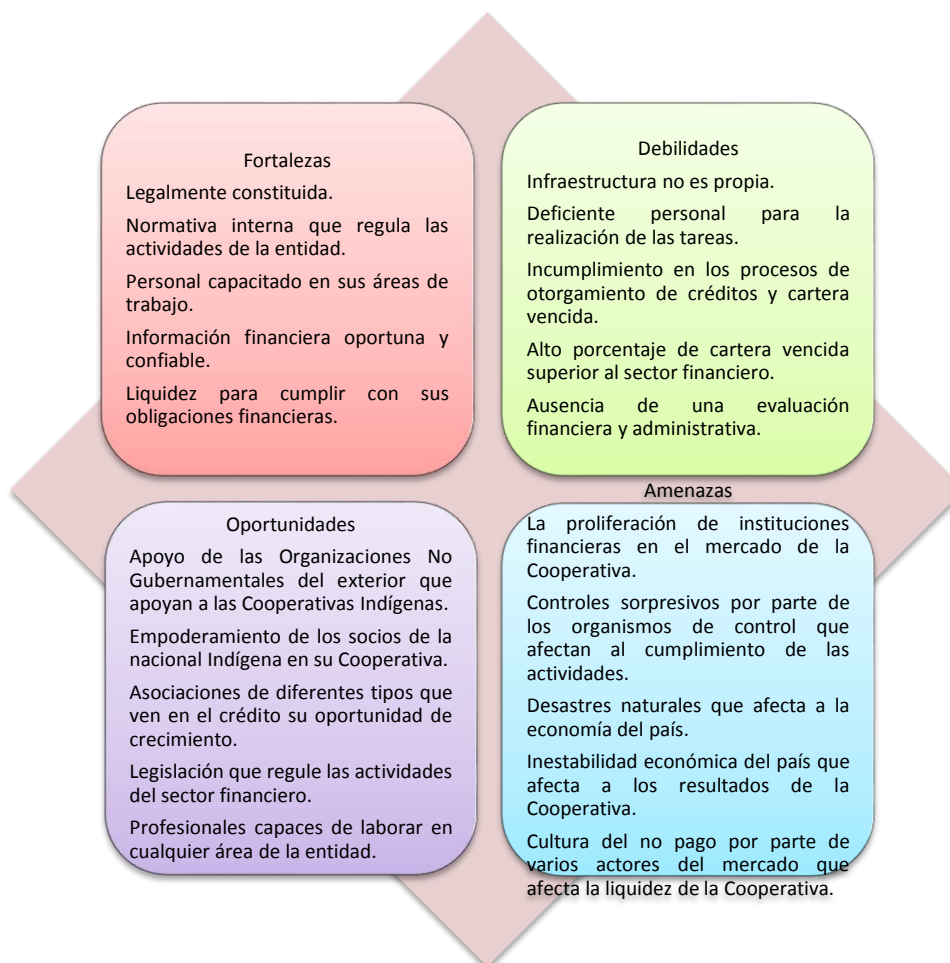 Fortalezas
Legalmente constituida.
Normativa interna que regula las
actividades de la entidad.
Personal capacitado en sus áreas de
trabajo.
Información financiera oportuna y
confiable.
Liquidez para cumplir con sus
obligaciones financieras.
Debilidades
Infraestructura no es propia.
Deficiente personal para la
realización de las tareas.
Incumplimiento en los procesos de
otorgamiento de créditos y cartera
vencida.
Alto porcentaje de cartera vencida
superior al sector financiero.
Ausencia de una evaluación
financiera y administrativa.
Oportunidades
Apoyo de las Organizaciones No
Gubernamentales del exterior que
apoyan a las Cooperativas Indígenas.
Empoderamiento de los socios de la
nacional Indígena en su Cooperativa.
Asociaciones de diferentes tipos que
ven en el crédito su oportunidad de
crecimiento.
Legislación que regule las actividades
del sector financiero.
Profesionales capaces de laborar en
cualquier área de la entidad.
Amenazas
La proliferación de instituciones
financieras en el mercado de la
Cooperativa.
Controles sorpresivos por parte de
los organismos de control que
afectan al cumplimiento de las
actividades.
Desastres naturales que afecta a la
economía del país.
Inestabilidad económica del país que
afecta a los resultados de la
Cooperativa.
Cultura del no pago por parte de
varios actores del mercado que
afecta la liquidez de la Cooperativa.